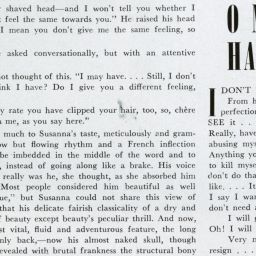 r shaved head—and I won't tell you whether I
feel the same towards you." He raised his head
I mean you don't give me the same feeling, so
e asked conversationally, but with an attentive
not thought of this. "I may have. . . . Still, I don't
ink I have? Do I give you a different feeling,
y rate you have clipped your hair, too, so, chère
n me, as you say here."
much to Susanna's taste, meticulously and gram-
ow but flowing rhythm and a French inflection
be imbedded in the middle of the word and to
, instead of going along like a brake. His voice
really was he, she thought, as she absorbed him
Most people considered him beautiful as well
ue," but Susanna could not share this view of
that his delicate fairish classicality of a dry and
f beauty except beauty's peculiar thrill. And now,
st vital, fluid and adventurous feature, the long
nly back,—now his almost naked skull, though
revealed with brutal frankness the structural bony
O
M
HA
I DON'T
From h
perfection
SEE it . .
Really, have
abusing mys
Anything yo
to kill myse
don't do tha
like. . . . It
say I wa
don't need a
I will g
Oh! I will
Very n
resign